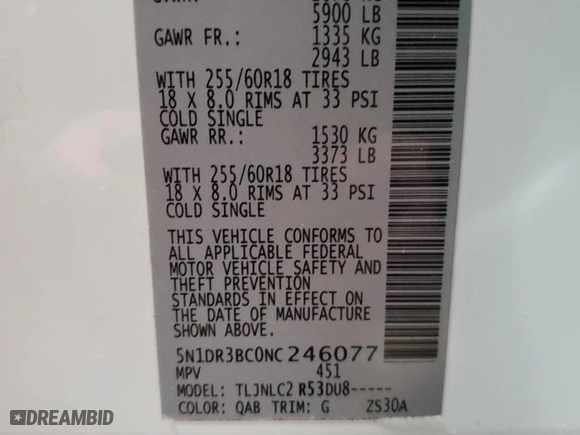 5900 LB
GAWR FR.: 1335 KG
2943 LB
WITH 255/60R18 TIRES
18 X 8.0 RIMS AT 33 PSI
COLD SINGLE
GAWR RR.: 1530 KG
3373 LB
WITH 255/60R18 TIRES
18 X 8.0 RIMS AT 33 PSI
COLD SINGLE
THIS VEHICLE CONFORMS TO
ALL APPLICABLE FEDERAL
MOTOR VEHICLE SAFETY AND
THEFT PREVENTION
STANDARDS IN EFFECT ON
THE DATE OF MANUFACTURE
SHOWN ABOVE.
5N1DR3BC0NC246077
MPV 451
MODEL: TLJNLC2 R53DU8-----
COLOR: QAB TRIM: G ZS30A
DREAMBID